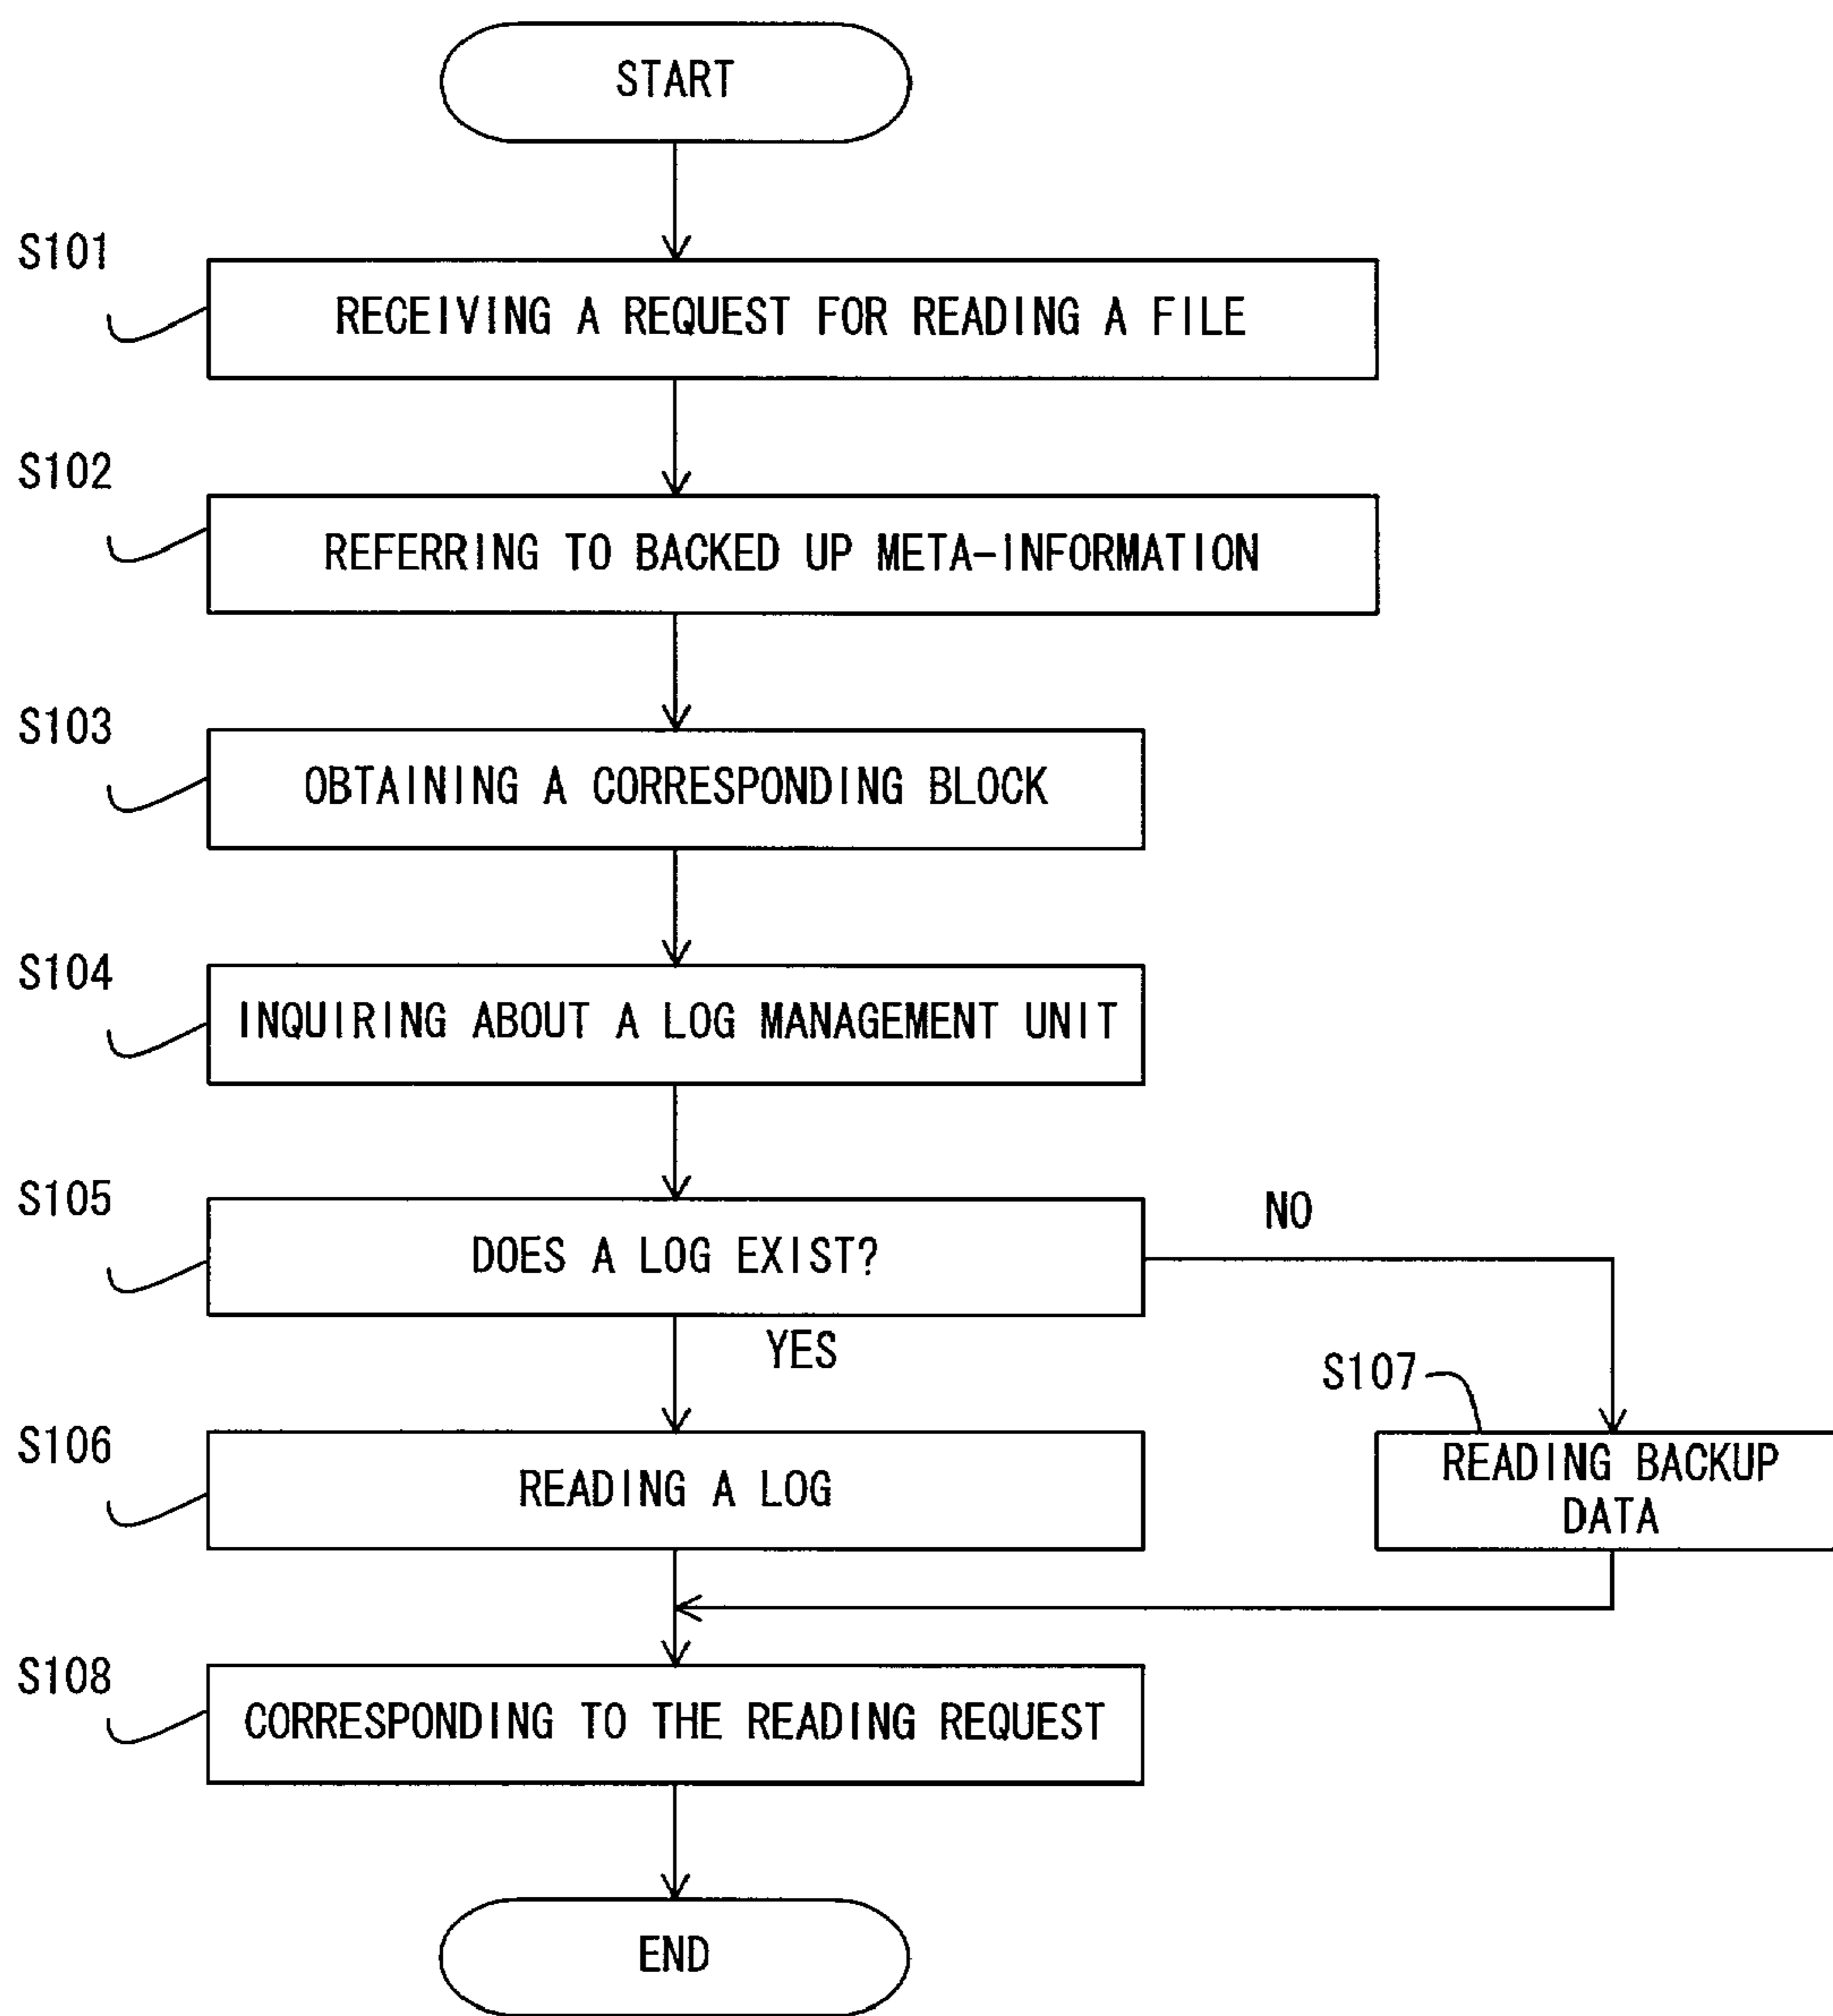 START
S101
RECEIVING A REQUEST FOR READING A FILE
S102
REFERRING TO BACKED UP META-INFORMATION
S103
OBTAINING A CORRESPONDING BLOCK
S104
INQUIRING ABOUT A LOG MANAGEMENT UNIT
S105
DOES A LOG EXIST?
NO
YES
S106
READING A LOG
S107
READING BACKUP
DATA
S108
CORRESPONDING TO THE READING REQUEST
END